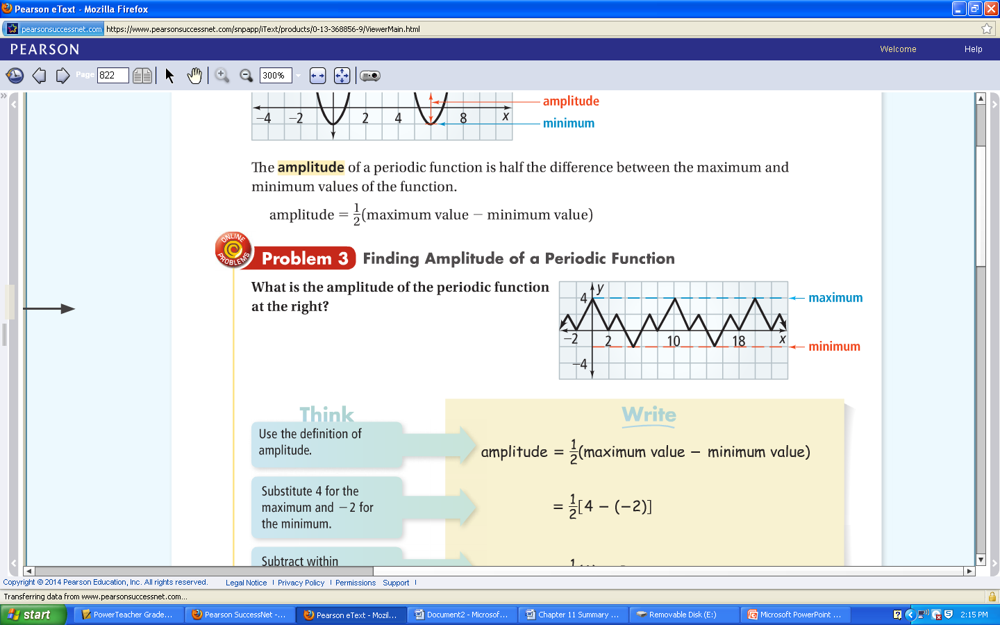 Pearson eText - Mozilla Firefox
pearsonsuccessnet.com https://www.pearsonsuccessnet.com/snpapp/iText/products/0-13-368856-9/ViewerMain.html
PEARSON Welcome Help
Page 822 300%
amplitude
−4 −2 2 4 8 x
minimum
The amplitude of a periodic function is half the difference between the maximum and
minimum values of the function.
amplitude = 1/2(maximum value − minimum value)
ONLINE PROBLEMS
Problem 3 Finding Amplitude of a Periodic Function
What is the amplitude of the periodic function
at the right?
y
4 maximum
−2 2 10 18 x
minimum
−4
Think Write
Use the definition of
amplitude.
amplitude = 1/2(maximum value − minimum value)
Substitute 4 for the
maximum and −2 for
the minimum.
= 1/2[4 − (−2)]
Subtract within
Copyright © 2014 Pearson Education, Inc. All rights reserved. Legal Notice | Privacy Policy | Permissions Support |
Transferring data from www.pearsonsuccessnet.com...
start PowerTeacher Grade... Pearson SuccessNet -... Pearson eText - Mozil... Document2 - Microsof... Chapter 11 Summary ... Removable Disk (E:) Microsoft PowerPoint ... 2:15 PM